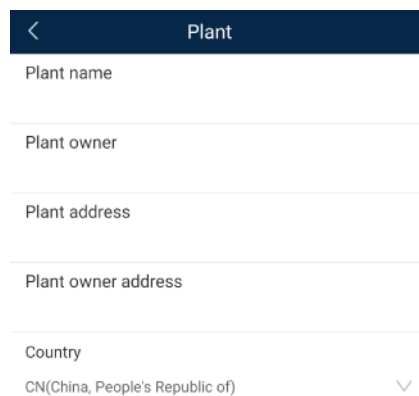 Plant
Plant name
Plant owner
Plant address
Plant owner address
Country
CN(China, People's Republic of)